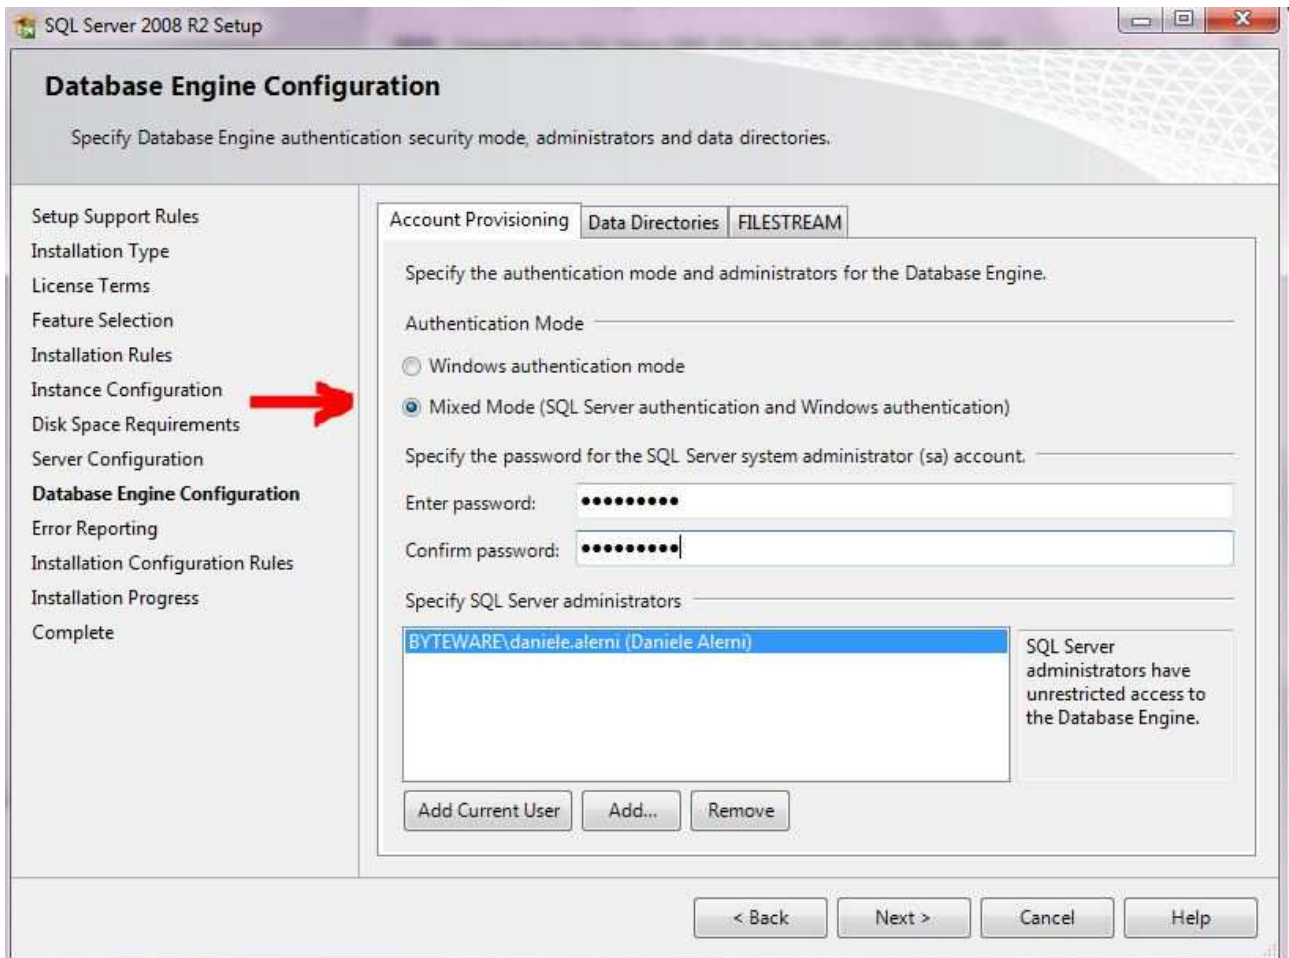 SQL Server 2008 R2 Setup
Database Engine Configuration
Specify Database Engine authentication security mode, administrators and data directories.
Setup Support Rules
Installation Type
License Terms
Feature Selection
Installation Rules
Instance Configuration
Disk Space Requirements
Server Configuration
Database Engine Configuration
Error Reporting
Installation Configuration Rules
Installation Progress
Complete
Account Provisioning
Data Directories
FILESTREAM
Specify the authentication mode and administrators for the Database Engine.
Authentication Mode
Windows authentication mode
Mixed Mode (SQL Server authentication and Windows authentication)
Specify the password for the SQL Server system administrator (sa) account.
Enter password: ●●●●●●●●●
Confirm password: ●●●●●●●●●
Specify SQL Server administrators
BYTEWARE\daniele.alerni (Daniele Alerni)
SQL Server
administrators have
unrestricted access to
the Database Engine.
Add Current User
Add...
Remove
< Back
Next >
Cancel
Help